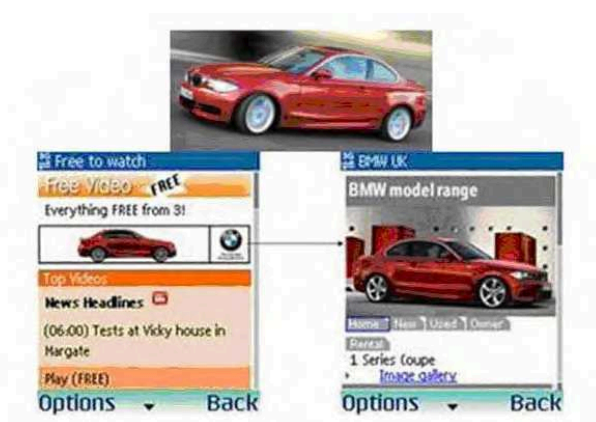 Free to watch
Free Video FREE
Everything FREE from 3!
Top Videos
News Headlines
(06:00) Tests at Vicky house in
Margate
Play (FREE)
Options Back
BMW UK
BMW model range
Home New Used Owner
Rental
1 Series Coupe
Image gallery
Options Back